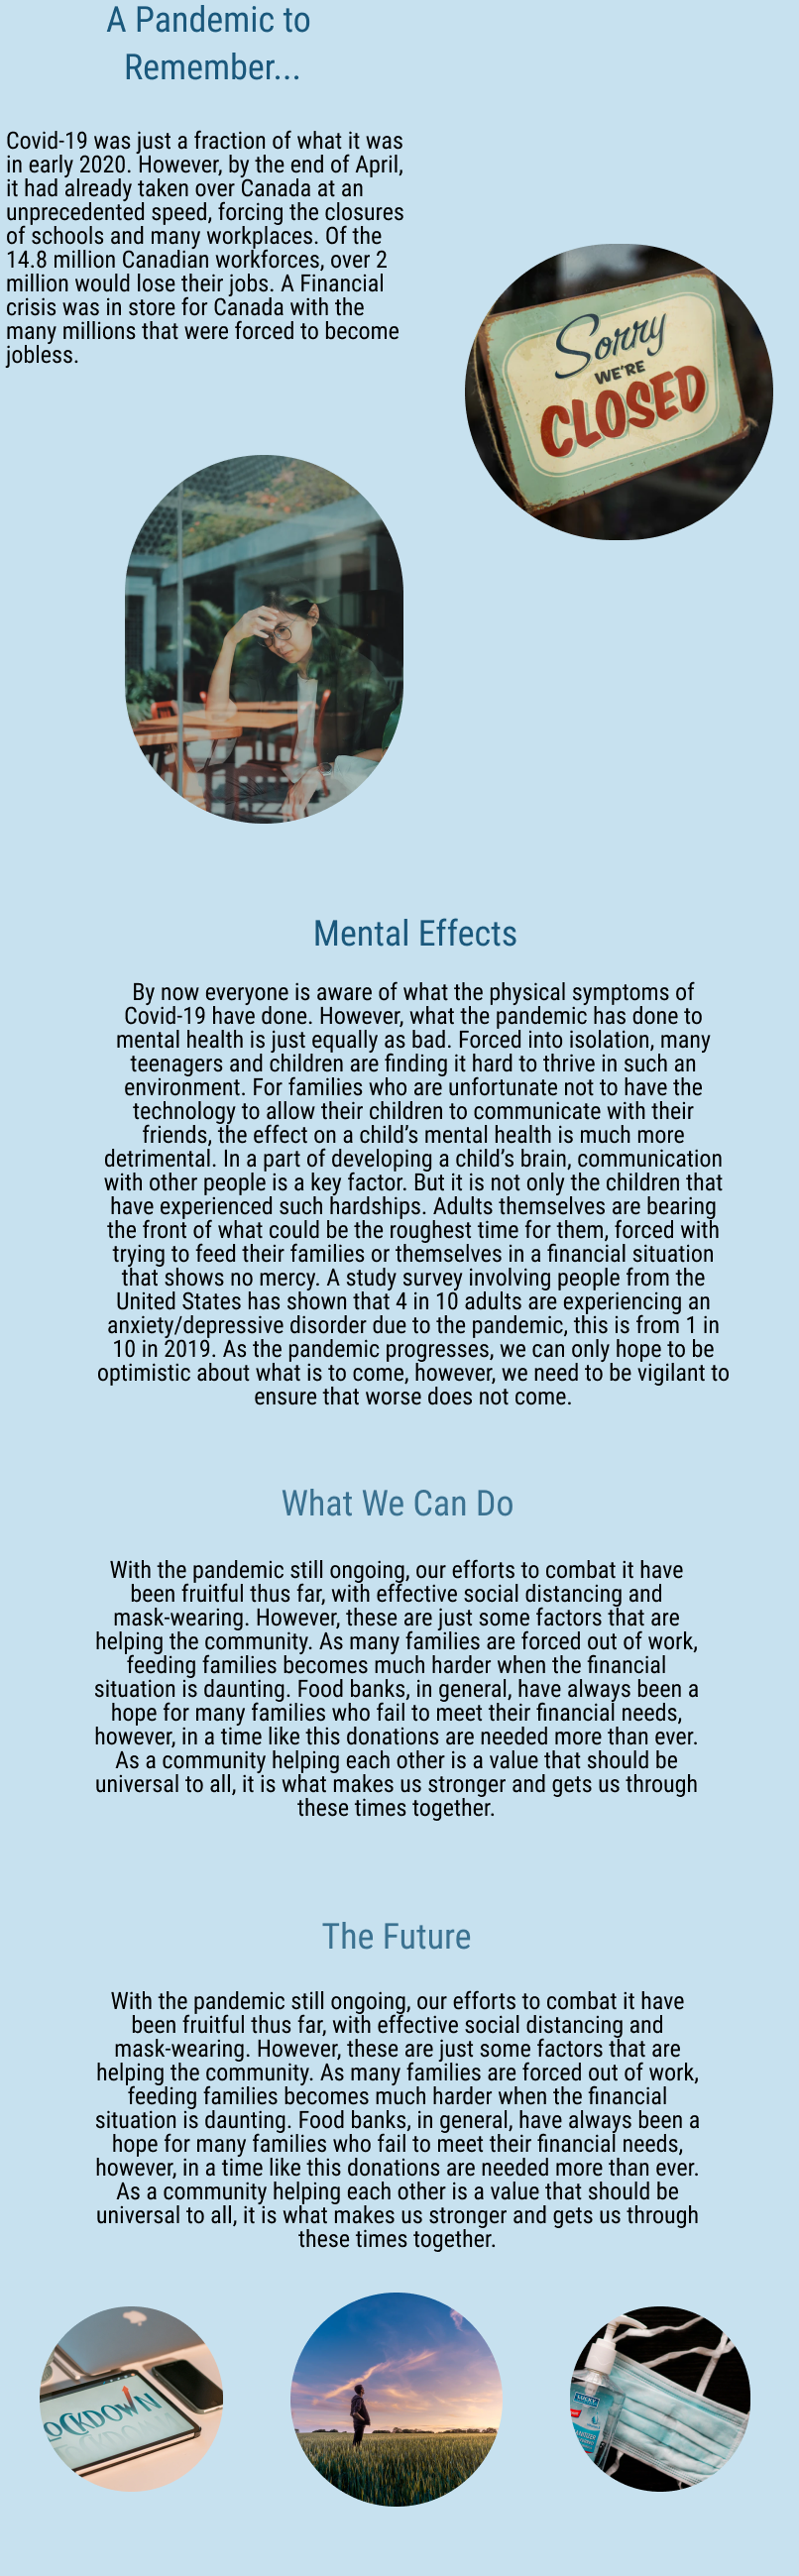 A Pandemic to
Remember...
Covid-19 was just a fraction of what it was
in early 2020. However, by the end of April,
it had already taken over Canada at an
unprecedented speed, forcing the closures
of schools and many workplaces. Of the
14.8 million Canadian workforces, over 2
million would lose their jobs. A Financial
crisis was in store for Canada with the
many millions that were forced to become
jobless.
Sorry
WE'RE
CLOSED
Mental Effects
By now everyone is aware of what the physical symptoms of
Covid-19 have done. However, what the pandemic has done to
mental health is just equally as bad. Forced into isolation, many
teenagers and children are finding it hard to thrive in such an
environment. For families who are unfortunate not to have the
technology to allow their children to communicate with their
friends, the effect on a child’s mental health is much more
detrimental. In a part of developing a child’s brain, communication
with other people is a key factor. But it is not only the children that
have experienced such hardships. Adults themselves are bearing
the front of what could be the roughest time for them, forced with
trying to feed their families or themselves in a financial situation
that shows no mercy. A study survey involving people from the
United States has shown that 4 in 10 adults are experiencing an
anxiety/depressive disorder due to the pandemic, this is from 1 in
10 in 2019. As the pandemic progresses, we can only hope to be
optimistic about what is to come, however, we need to be vigilant to
ensure that worse does not come.
What We Can Do
With the pandemic still ongoing, our efforts to combat it have
been fruitful thus far, with effective social distancing and
mask-wearing. However, these are just some factors that are
helping the community. As many families are forced out of work,
feeding families becomes much harder when the financial
situation is daunting. Food banks, in general, have always been a
hope for many families who fail to meet their financial needs,
however, in a time like this donations are needed more than ever.
As a community helping each other is a value that should be
universal to all, it is what makes us stronger and gets us through
these times together.
The Future
With the pandemic still ongoing, our efforts to combat it have
been fruitful thus far, with effective social distancing and
mask-wearing. However, these are just some factors that are
helping the community. As many families are forced out of work,
feeding families becomes much harder when the financial
situation is daunting. Food banks, in general, have always been a
hope for many families who fail to meet their financial needs,
however, in a time like this donations are needed more than ever.
As a community helping each other is a value that should be
universal to all, it is what makes us stronger and gets us through
these times together.
OCKDOWN